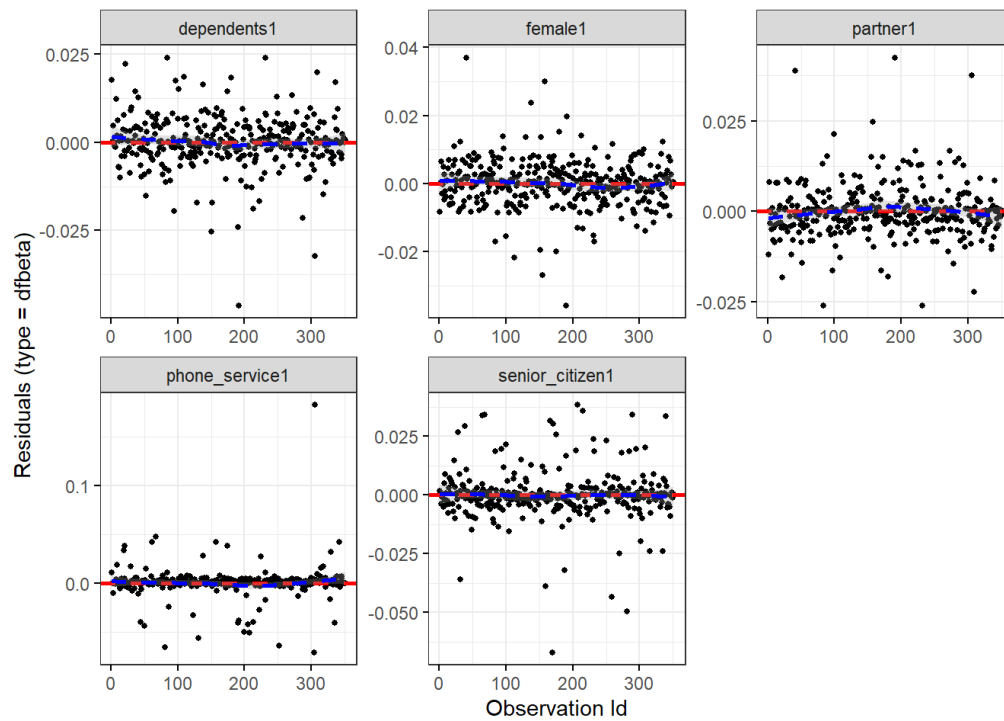 dependents1
female1
partner1
0.025
0.000
-0.025
0.04
0.02
0.00
-0.02
0.025
0.000
-0.025
0 100 200 300
0 100 200 300
0 100 200 300
phone_service1
senior_citizen1
0.1
0.0
0.025
0.000
-0.025
-0.050
0 100 200 300
0 100 200 300
Residuals (type = dfbeta)
Observation Id